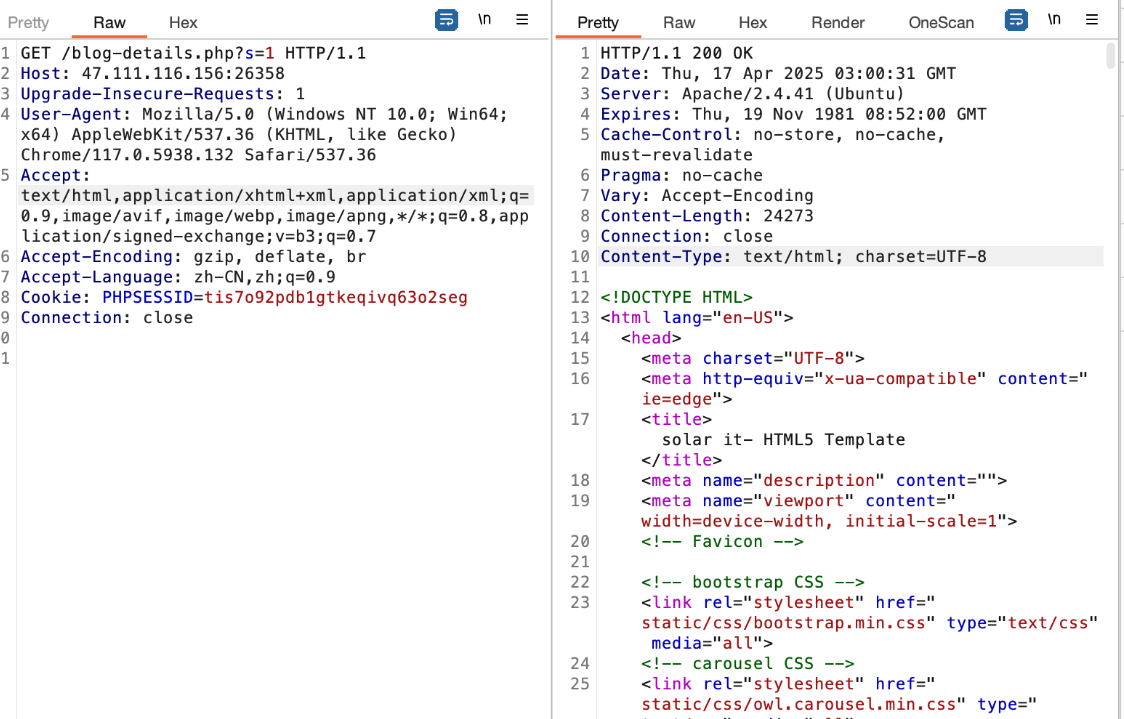 Pretty Raw Hex \n
1 GET /blog-details.php?s=1 HTTP/1.1
2 Host: 47.111.116.156:26358
3 Upgrade-Insecure-Requests: 1
4 User-Agent: Mozilla/5.0 (Windows NT 10.0; Win64;
x64) AppleWebKit/537.36 (KHTML, like Gecko)
Chrome/117.0.5938.132 Safari/537.36
5 Accept:
text/html,application/xhtml+xml,application/xml;q=
0.9,image/avif,image/webp,image/apng,*/*;q=0.8,app
lication/signed-exchange;v=b3;q=0.7
6 Accept-Encoding: gzip, deflate, br
7 Accept-Language: zh-CN,zh;q=0.9
8 Cookie: PHPSESSID=tis7o92pdb1gtkeqivq63o2seg
9 Connection: close
0
1
Pretty Raw Hex Render OneScan \n
1 HTTP/1.1 200 OK
2 Date: Thu, 17 Apr 2025 03:00:31 GMT
3 Server: Apache/2.4.41 (Ubuntu)
4 Expires: Thu, 19 Nov 1981 08:52:00 GMT
5 Cache-Control: no-store, no-cache,
must-revalidate
6 Pragma: no-cache
7 Vary: Accept-Encoding
8 Content-Length: 24273
9 Connection: close
10 Content-Type: text/html; charset=UTF-8
11
12 <!DOCTYPE HTML>
13 <html lang="en-US">
14 <head>
15 <meta charset="UTF-8">
16 <meta http-equiv="x-ua-compatible" content="
ie=edge">
17 <title>
solar it- HTML5 Template
</title>
18 <meta name="description" content="">
19 <meta name="viewport" content="
width=device-width, initial-scale=1">
20 <!-- Favicon -->
21
22 <!-- bootstrap CSS -->
23 <link rel="stylesheet" href="
static/css/bootstrap.min.css" type="text/css"
media="all">
24 <!-- carousel CSS -->
25 <link rel="stylesheet" href="
static/css/owl.carousel.min.css" type="